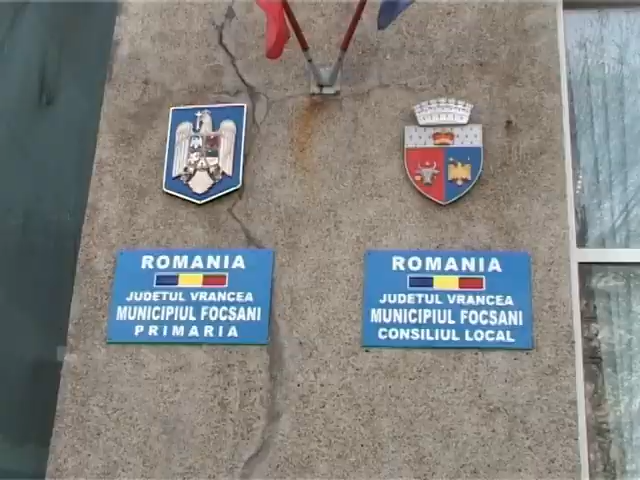 ROMANIA
JUDETUL VRANCEA
MUNICIPIUL FOCSANI
PRIMARIA
ROMANIA
JUDETUL VRANCEA
MUNICIPIUL FOCSANI
CONSILIUL LOCAL